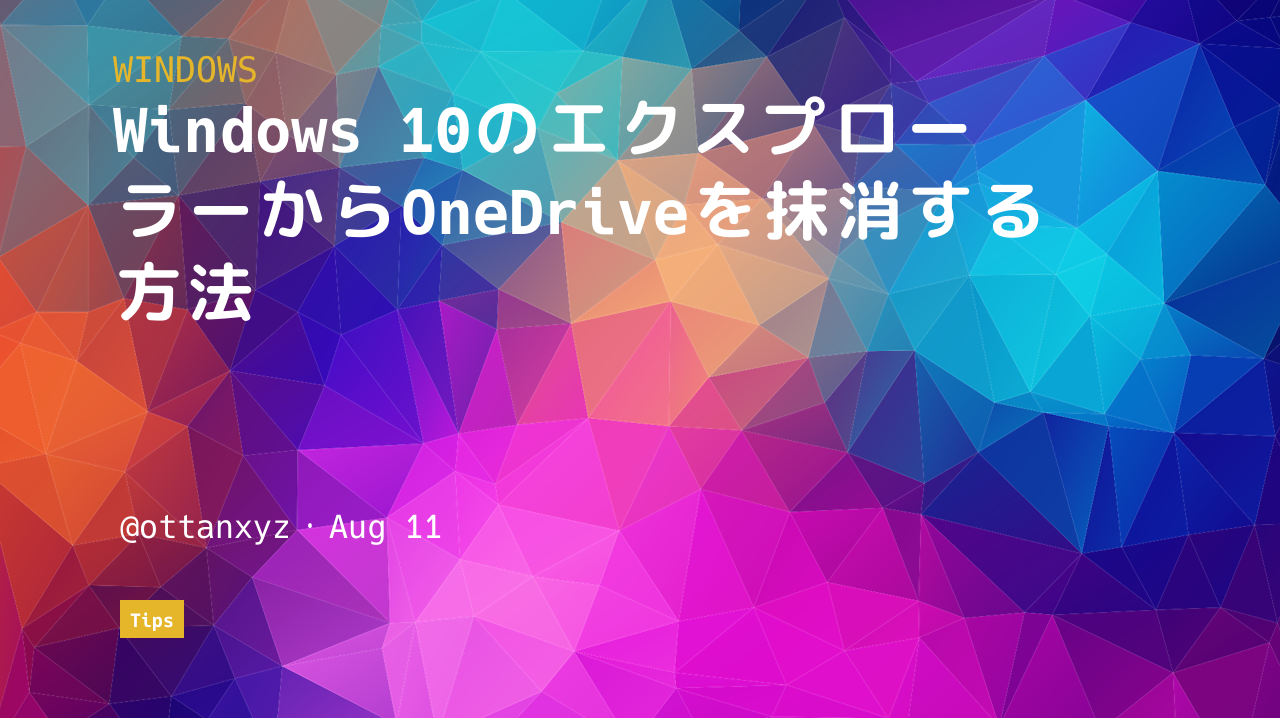 WINDOWS
Windows 10のエクスプロー
ラーからOneDriveを抹消する
方法
@ottanxyz · Aug 11
Tips